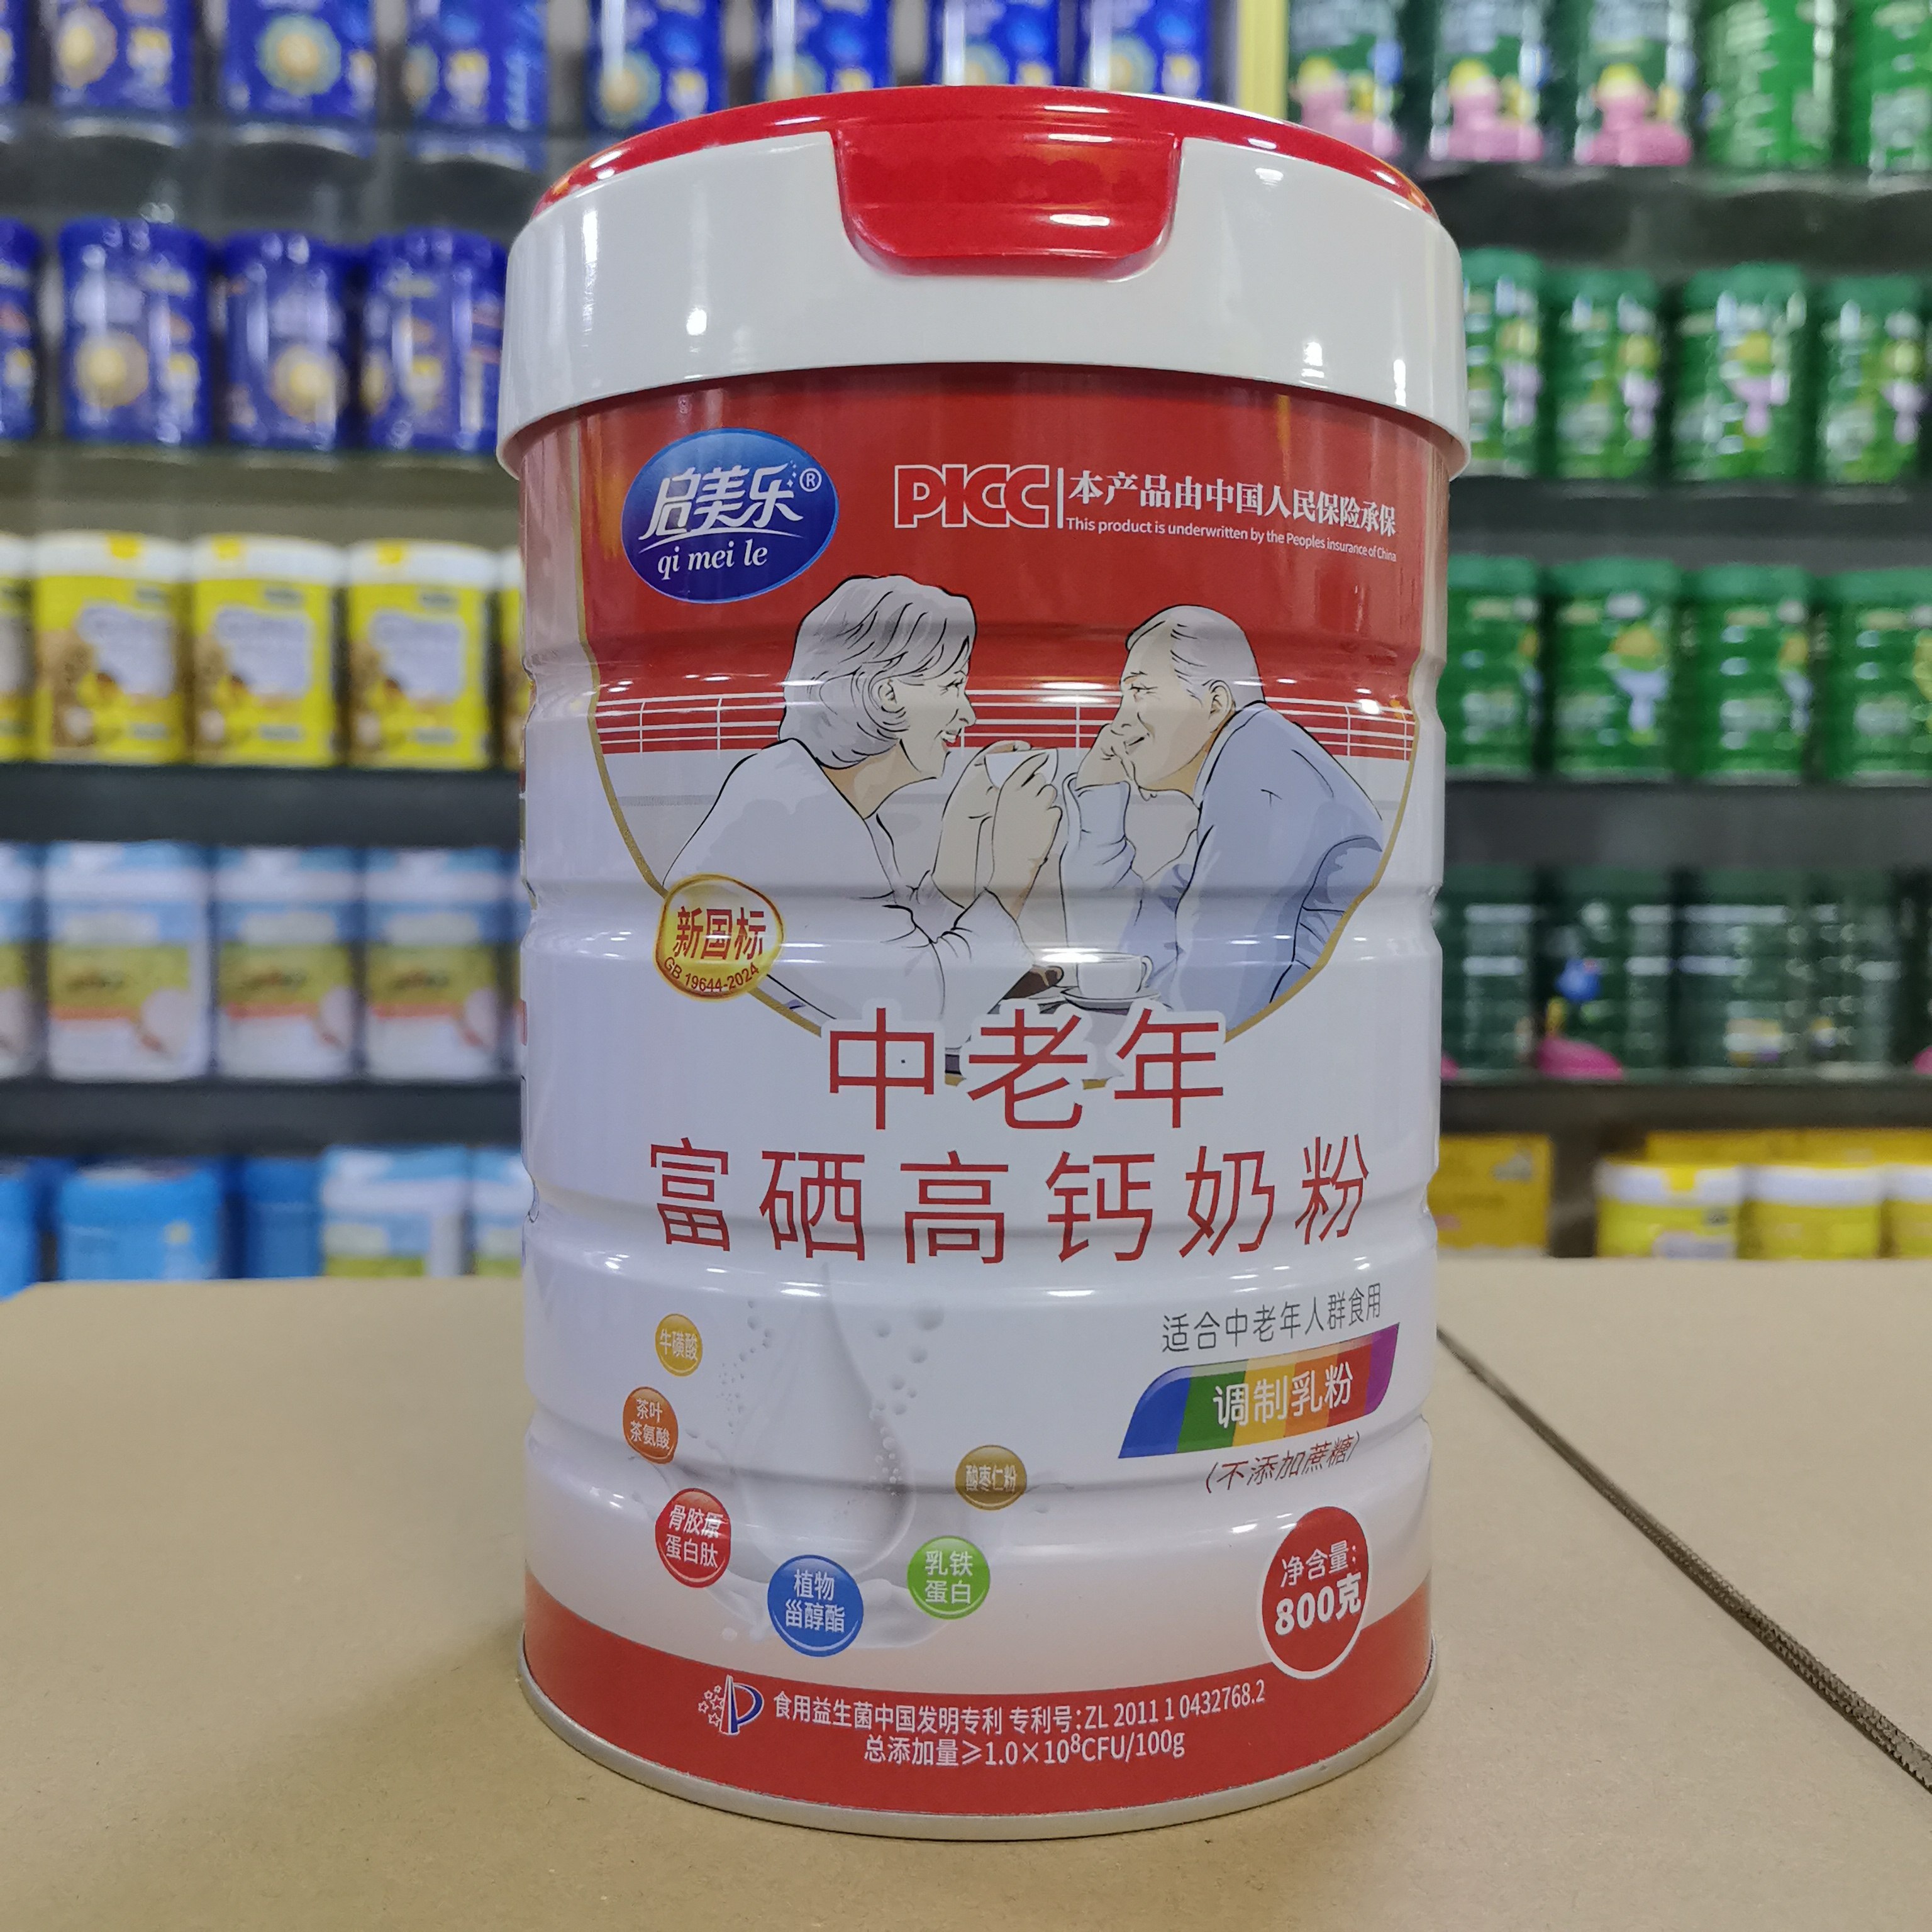 启美乐®
qi mei le
PICC 本产品由中国人民保险承保
This product is underwritten by the Peoples insurance of China
新国标
GB 19644-2024
中老年
富硒高钙奶粉
适合中老年人群食用
调制乳粉
(不添加蔗糖)
牛磺酸
茶叶
茶氨酸
骨胶原
蛋白肽
植物
甾醇酯
乳铁
蛋白
酸枣仁粉
净含量:
800克
食用益生菌中国发明专利 专利号:ZL 2011 1 0432768.2
总添加量≥1.0×10⁸CFU/100g